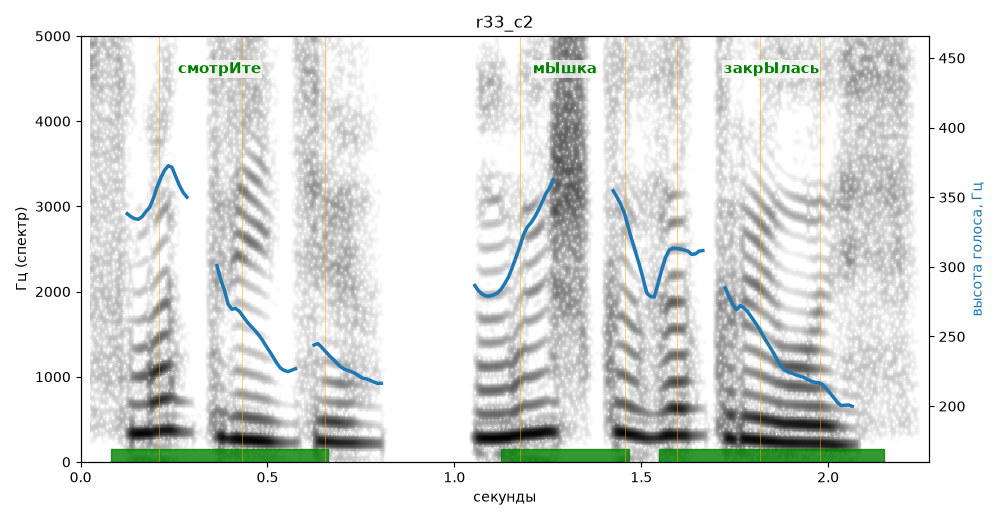 r33_c2
смотрИте
мЫшка
закрЫлась
5000
4000
3000
2000
1000
0
Гц (спектр)
450
400
350
300
250
200
высота голоса, Гц
0.0 0.5 1.0 1.5 2.0
секунды